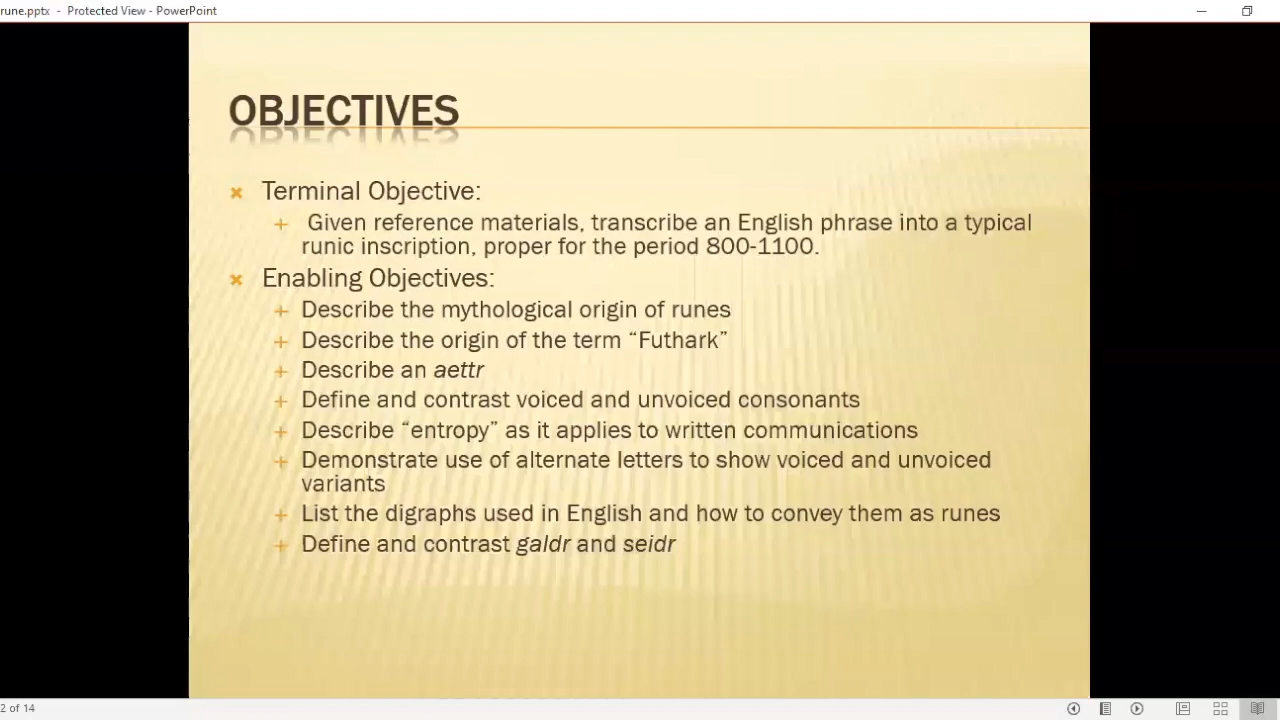 rune.pptx - Protected View - PowerPoint
OBJECTIVES
Terminal Objective:
Given reference materials, transcribe an English phrase into a typical
runic inscription, proper for the period 800-1100.
Enabling Objectives:
Describe the mythological origin of runes
Describe the origin of the term “Futhark”
Describe an aettr
Define and contrast voiced and unvoiced consonants
Describe “entropy” as it applies to written communications
Demonstrate use of alternate letters to show voiced and unvoiced
variants
List the digraphs used in English and how to convey them as runes
Define and contrast galdr and seidr
2 of 14